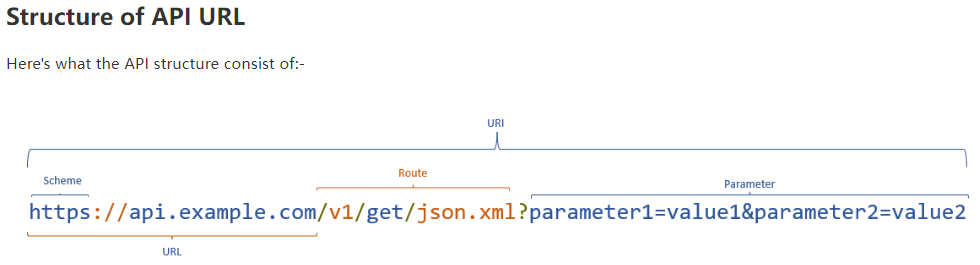 Structure of API URL
Here's what the API structure consist of:-
URI
Scheme
Route
Parameter
https://api.example.com/v1/get/json.xml?parameter1=value1&parameter2=value2
URL